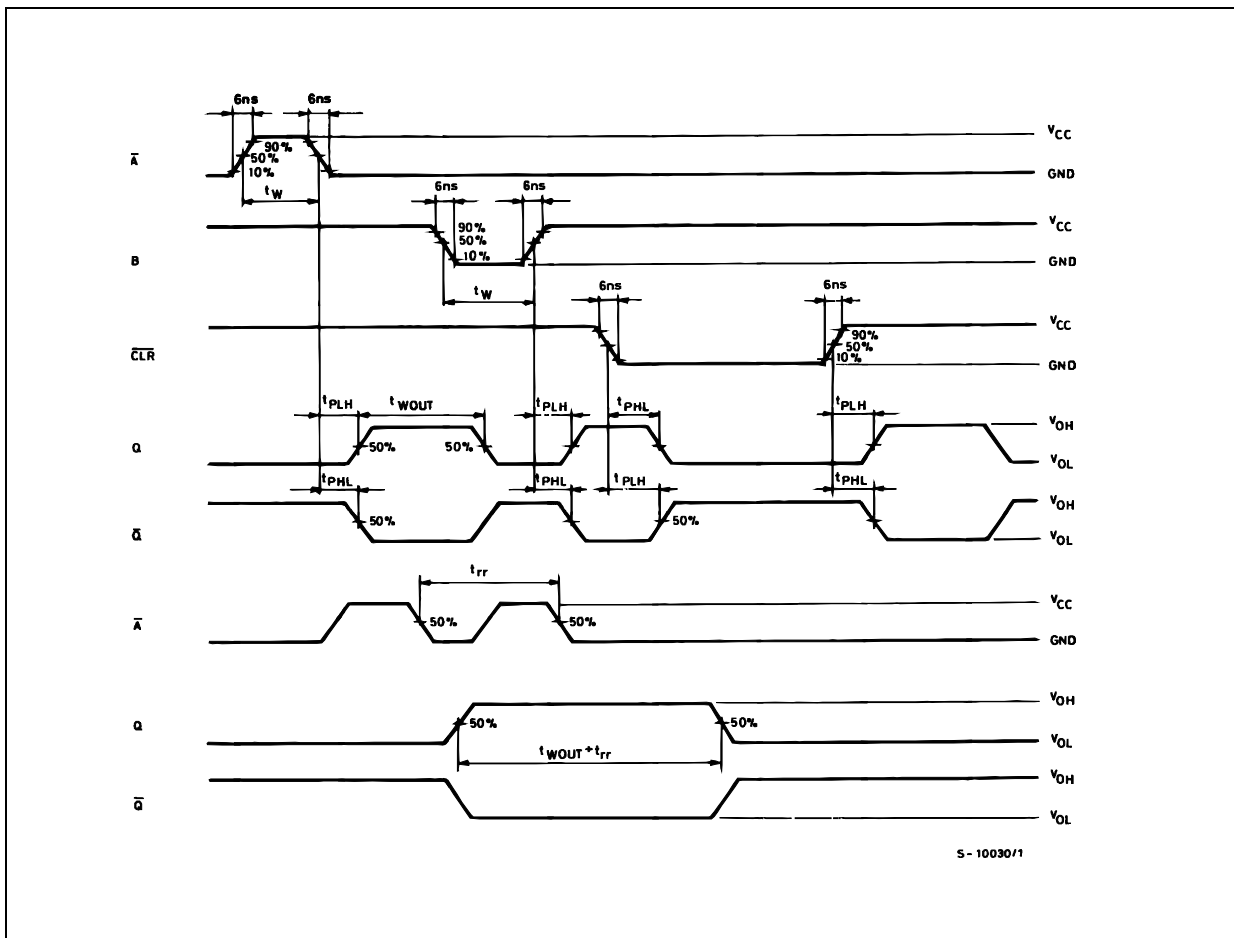 6ns 6ns
A̅ 90% 50% 10% VCC GND
tW
6ns 6ns
B 90% 50% 10% VCC GND
tW
6ns 6ns
C̅L̅R̅ 90% 50% 10% VCC GND
tPLH tWOUT tPLH tPHL tPLH
Q 50% 50% VOH VOL
tPHL tPHL tPLH tPHL
Q̅ 50% 50% VOH VOL
trr
A̅ 50% 50% VCC GND
Q 50% 50% VOH VOL
tWOUT + trr
Q̅ VOH VOL
S-10030/1